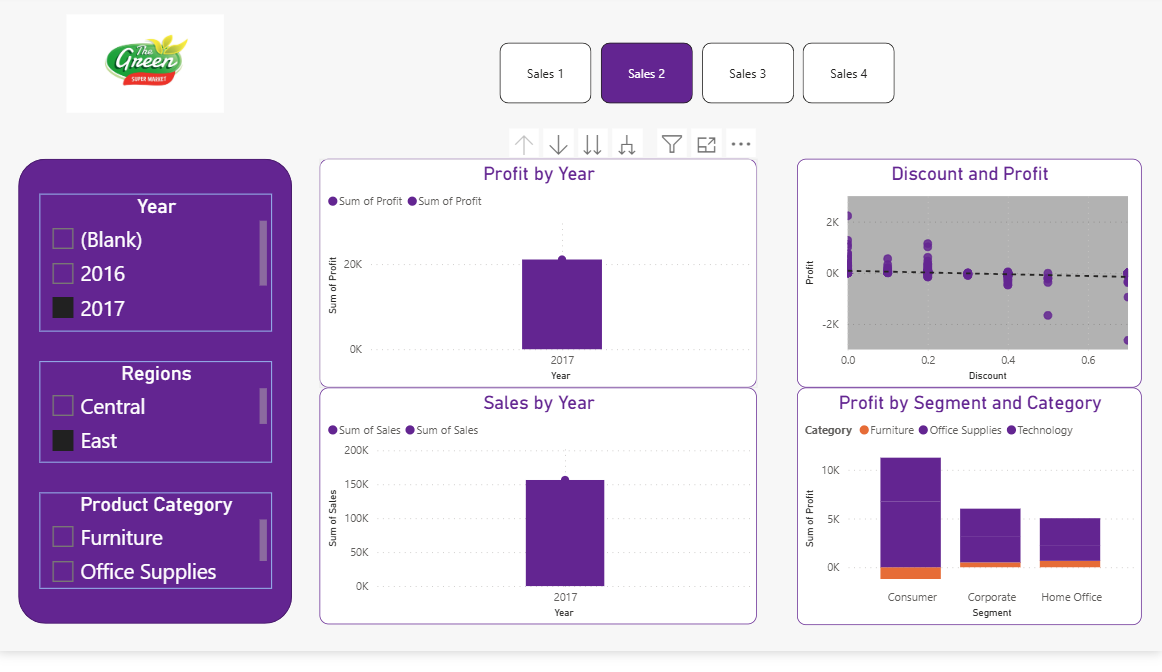 The
Green
SUPER MARKET
Sales 1
Sales 2
Sales 3
Sales 4
Year
(Blank)
2016
2017
Regions
Central
East
Product Category
Furniture
Office Supplies
Profit by Year
Sum of Profit Sum of Profit
Sum of Profit
20K
0K
2017
Year
Discount and Profit
Profit
2K
0K
-2K
0.0 0.2 0.4 0.6
Discount
Sales by Year
Sum of Sales Sum of Sales
Sum of Sales
200K
150K
100K
50K
0K
2017
Year
Profit by Segment and Category
Category Furniture Office Supplies Technology
Sum of Profit
10K
5K
0K
Consumer Corporate Home Office
Segment